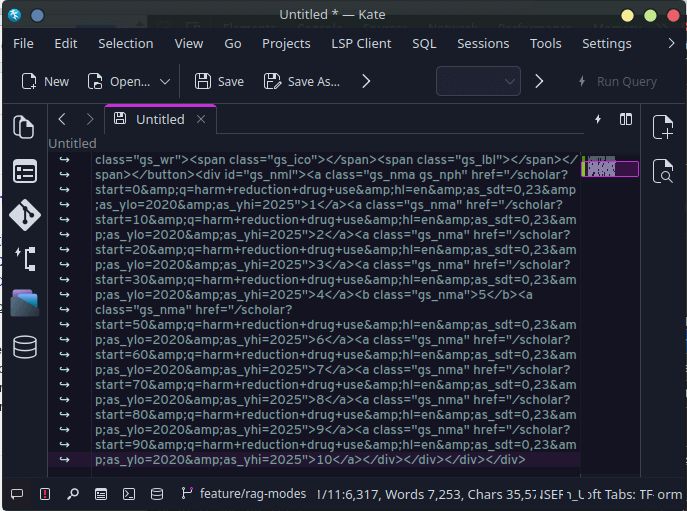 Untitled * — Kate
File Edit Selection View Go Projects LSP Client SQL Sessions Tools Settings
New Open... Save Save As... Run Query
Untitled
Untitled
class="gs_wr"><span class="gs_ico"></span><span class="gs_lbl"></span></
span></button><div id="gs_nml"><a class="gs_nma gs_nph" href="/scholar?
start=0&amp;q=harm+reduction+drug+use&amp;hl=en&amp;as_sdt=0,23&amp
;as_ylo=2020&amp;as_yhi=2025">1</a><a class="gs_nma" href="/scholar?
start=10&amp;q=harm+reduction+drug+use&amp;hl=en&amp;as_sdt=0,23&am
p;as_ylo=2020&amp;as_yhi=2025">2</a><a class="gs_nma" href="/scholar?
start=20&amp;q=harm+reduction+drug+use&amp;hl=en&amp;as_sdt=0,23&am
p;as_ylo=2020&amp;as_yhi=2025">3</a><a class="gs_nma" href="/scholar?
start=30&amp;q=harm+reduction+drug+use&amp;hl=en&amp;as_sdt=0,23&am
p;as_ylo=2020&amp;as_yhi=2025">4</a><b class="gs_nma">5</b><a
class="gs_nma" href="/scholar?
start=50&amp;q=harm+reduction+drug+use&amp;hl=en&amp;as_sdt=0,23&am
p;as_ylo=2020&amp;as_yhi=2025">6</a><a class="gs_nma" href="/scholar?
start=60&amp;q=harm+reduction+drug+use&amp;hl=en&amp;as_sdt=0,23&am
p;as_ylo=2020&amp;as_yhi=2025">7</a><a class="gs_nma" href="/scholar?
start=70&amp;q=harm+reduction+drug+use&amp;hl=en&amp;as_sdt=0,23&am
p;as_ylo=2020&amp;as_yhi=2025">8</a><a class="gs_nma" href="/scholar?
start=80&amp;q=harm+reduction+drug+use&amp;hl=en&amp;as_sdt=0,23&am
p;as_ylo=2020&amp;as_yhi=2025">9</a><a class="gs_nma" href="/scholar?
start=90&amp;q=harm+reduction+drug+use&amp;hl=en&amp;as_sdt=0,23&am
p;as_ylo=2020&amp;as_yhi=2025">10</a></div></div></div></div>
feature/rag-modes 1/11:6,317, Words 7,253, Chars 35,57 Tabs: